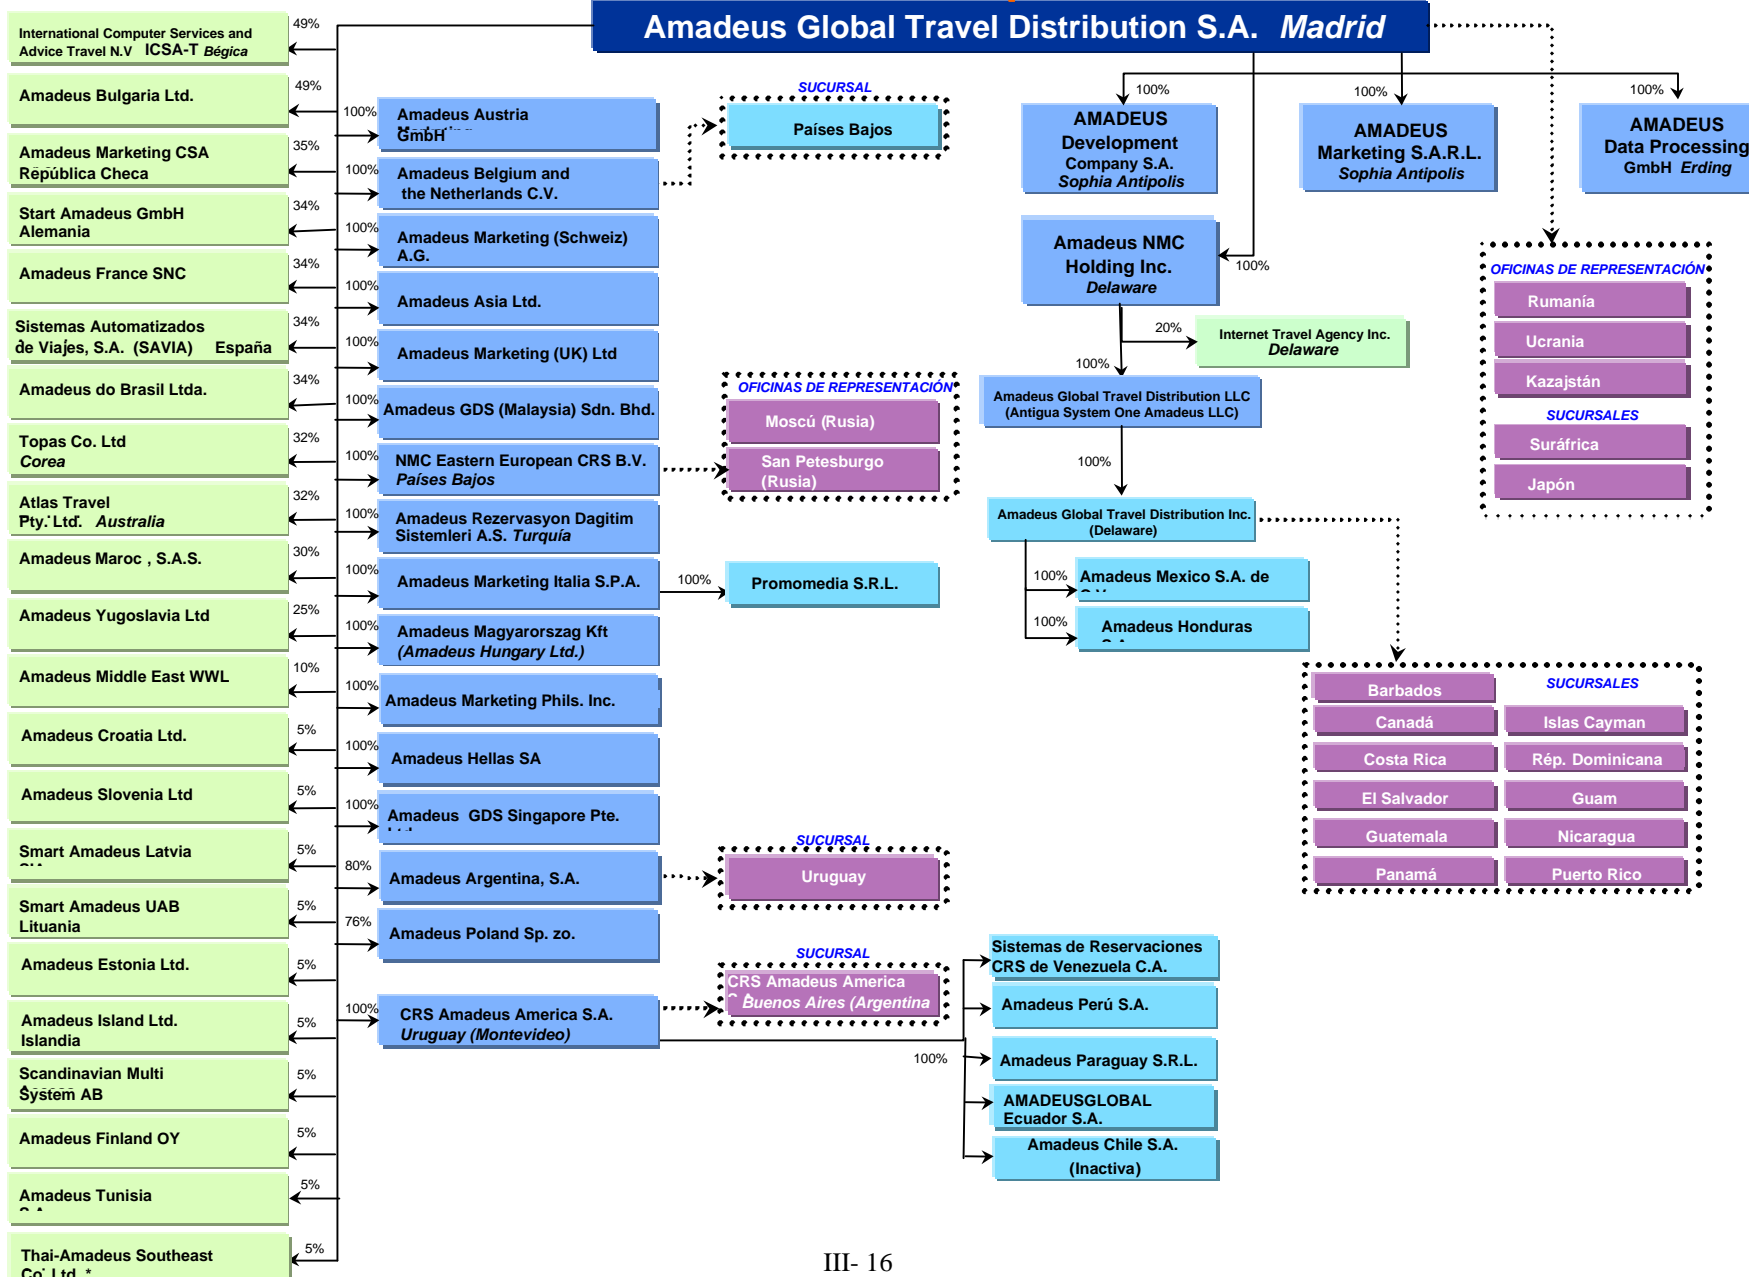 Amadeus Global Travel Distribution S.A. Madrid
International Computer Services and
Advice Travel N.V ICSA-T Bégica
49%
Amadeus Bulgaria Ltd.
49%
Amadeus Marketing CSA
República Checa
35%
Start Amadeus GmbH
Alemania
34%
Amadeus France SNC
34%
Sistemas Automatizados
de Viajes, S.A. (SAVIA) España
34%
Amadeus do Brasil Ltda.
34%
Topas Co. Ltd
Corea
32%
Atlas Travel
Pty. Ltd. Australia
32%
Amadeus Maroc , S.A.S.
30%
Amadeus Yugoslavia Ltd
25%
Amadeus Middle East WWL
10%
Amadeus Croatia Ltd.
5%
Amadeus Slovenia Ltd
5%
Smart Amadeus Latvia
5%
Smart Amadeus UAB
Lituania
5%
Amadeus Estonia Ltd.
5%
Amadeus Island Ltd.
Islandia
5%
Scandinavian Multi
System AB
5%
Amadeus Finland OY
5%
Amadeus Tunisia
5%
Thai-Amadeus Southeast
Co. Ltd. *
5%
100%
Amadeus Austria
GmbH
100%
Amadeus Belgium and
the Netherlands C.V.
100%
Amadeus Marketing (Schweiz)
A.G.
100%
Amadeus Asia Ltd.
100%
Amadeus Marketing (UK) Ltd
100%
Amadeus GDS (Malaysia) Sdn. Bhd.
100%
NMC Eastern European CRS B.V.
Países Bajos
100%
Amadeus Rezervasyon Dagitim
Sistemleri A.S. Turquía
100%
Amadeus Marketing Italia S.P.A.
100%
Amadeus Magyarorszag Kft
(Amadeus Hungary Ltd.)
100%
Amadeus Marketing Phils. Inc.
100%
Amadeus Hellas SA
100%
Amadeus GDS Singapore Pte.
80%
Amadeus Argentina, S.A.
76%
Amadeus Poland Sp. zo.
100%
CRS Amadeus America S.A.
Uruguay (Montevideo)
SUCURSAL
Países Bajos
OFICINAS DE REPRESENTACIÓN
Moscú (Rusia)
San Petesburgo
(Rusia)
100%
Promomedia S.R.L.
SUCURSAL
Uruguay
SUCURSAL
CRS Amadeus America
Buenos Aires (Argentina
100%
Sistemas de Reservaciones
CRS de Venezuela C.A.
Amadeus Perú S.A.
Amadeus Paraguay S.R.L.
AMADEUSGLOBAL
Ecuador S.A.
Amadeus Chile S.A.
(Inactiva)
100%
AMADEUS
Development
Company S.A.
Sophia Antipolis
100%
AMADEUS
Marketing S.A.R.L.
Sophia Antipolis
100%
AMADEUS
Data Processing
GmbH Erding
Amadeus NMC
Holding Inc.
Delaware
100%
20%
Internet Travel Agency Inc.
Delaware
100%
Amadeus Global Travel Distribution LLC
(Antigua System One Amadeus LLC)
100%
Amadeus Global Travel Distribution Inc.
(Delaware)
100%
Amadeus Mexico S.A. de
100%
Amadeus Honduras
OFICINAS DE REPRESENTACIÓN
Rumanía
Ucrania
Kazajstán
SUCURSALES
Suráfrica
Japón
Barbados
SUCURSALES
Canadá
Islas Cayman
Costa Rica
Rép. Dominicana
El Salvador
Guam
Guatemala
Nicaragua
Panamá
Puerto Rico
III- 16